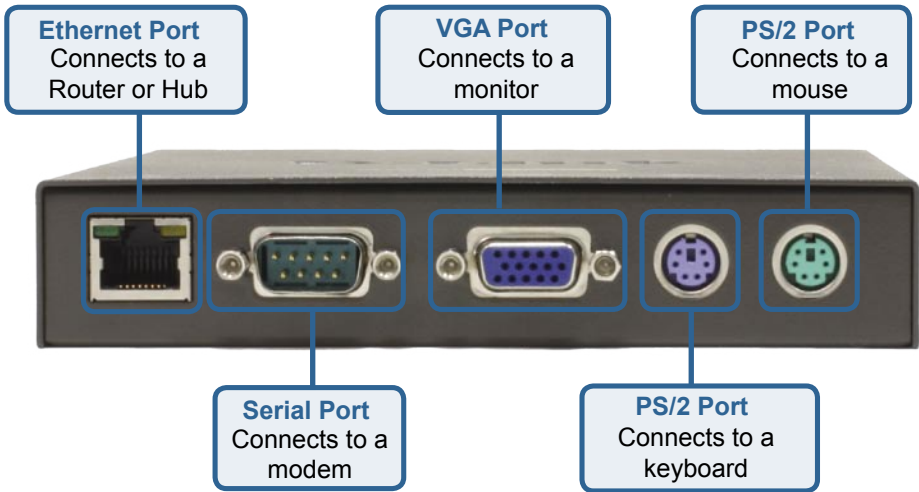 Ethernet Port
Connects to a
Router or Hub
VGA Port
Connects to a
monitor
PS/2 Port
Connects to a
mouse
Serial Port
Connects to a
modem
PS/2 Port
Connects to a
keyboard